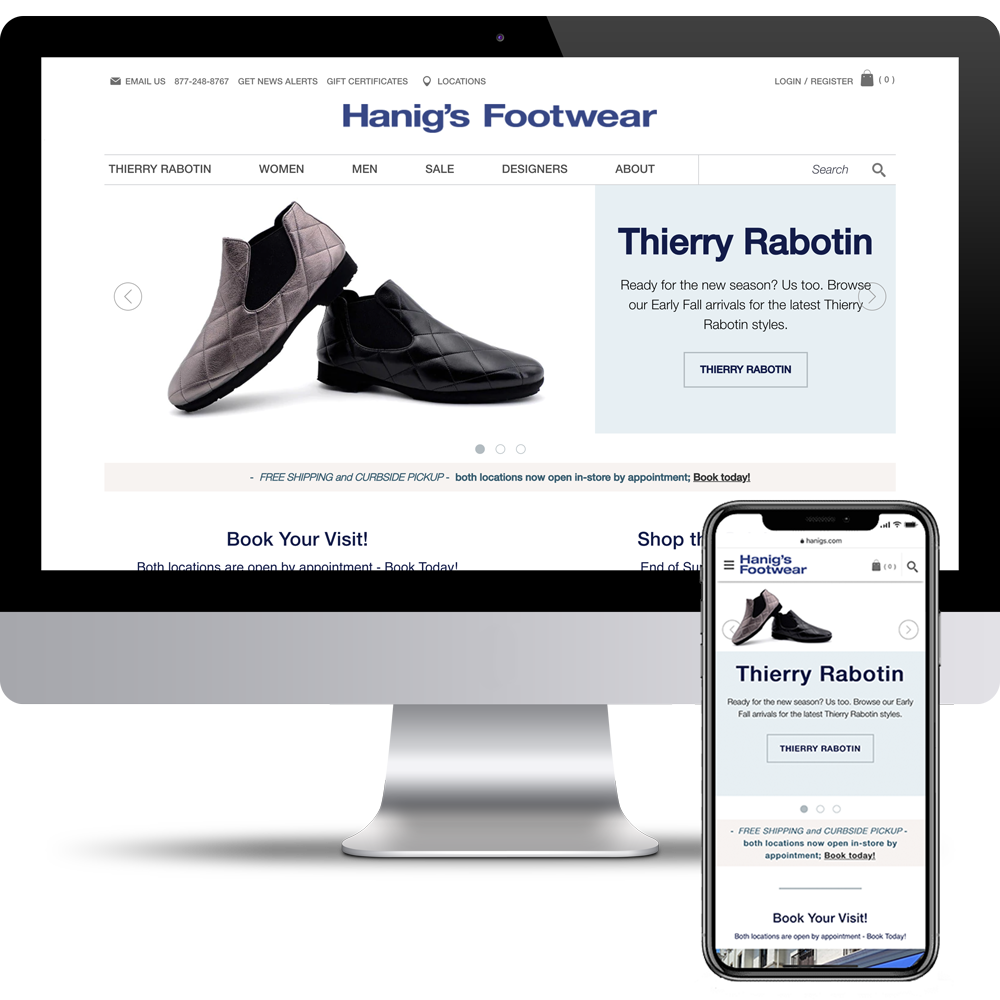 EMAIL US 877-248-8767 GET NEWS ALERTS GIFT CERTIFICATES LOCATIONS LOGIN / REGISTER ( 0 )
Hanig's Footwear
THIERRY RABOTIN WOMEN MEN SALE DESIGNERS ABOUT Search
Thierry Rabotin
Ready for the new season? Us too. Browse
our Early Fall arrivals for the latest Thierry
Rabotin styles.
THIERRY RABOTIN
- FREE SHIPPING and CURBSIDE PICKUP - both locations now open in-store by appointment; Book today!
Book Your Visit!
Both locations are open by appointment - Book Today!
Shop th
End of Su
hanigs.com
Hanig's
Footwear
( 0 )
Thierry Rabotin
Ready for the new season? Us too. Browse our Early
Fall arrivals for the latest Thierry Rabotin styles.
THIERRY RABOTIN
- FREE SHIPPING and CURBSIDE PICKUP -
both locations now open in-store by
appointment; Book today!
Book Your Visit!
Both locations are open by appointment - Book Today!